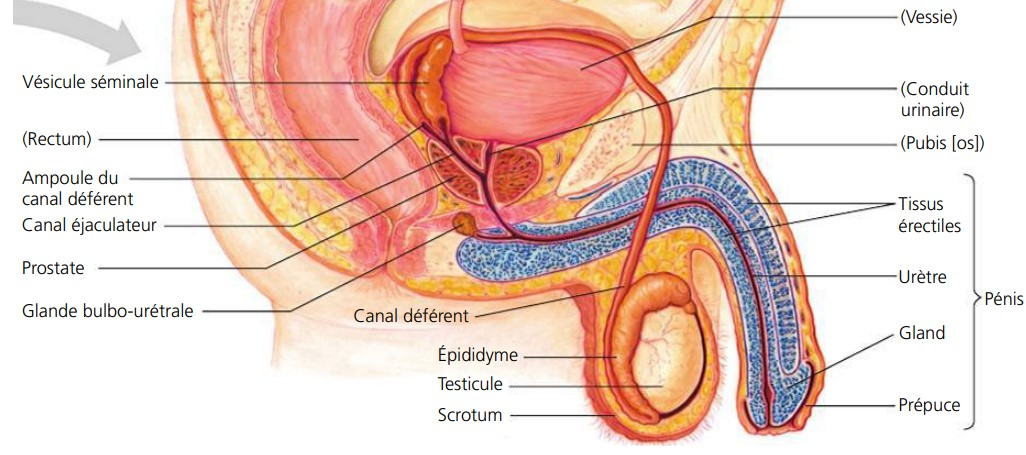 Vésicule séminale
(Rectum)
Ampoule du
canal déférent
Canal éjaculateur
Prostate
Glande bulbo-urétrale
Canal déférent
Épididyme
Testicule
Scrotum
(Vessie)
(Conduit
urinaire)
(Pubis [os])
Tissus
érectiles
Urètre
Gland
Prépuce
Pénis